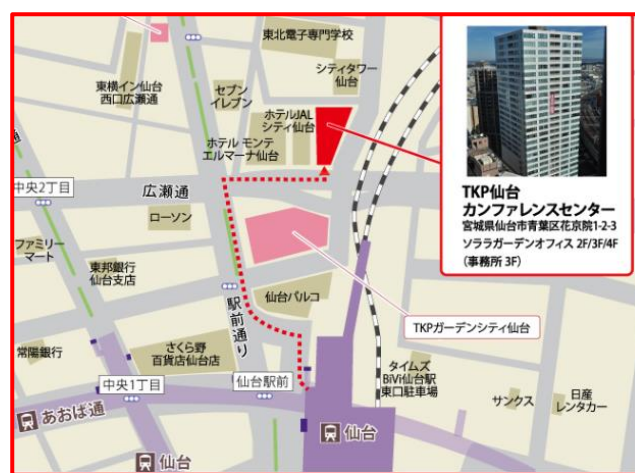 東北電子専門学校
シティタワー
仙台
東横イン仙台
西口広瀬通
セブン
イレブン
ホテルJAL
シティ仙台
ホテル モンテ
エルマーナ仙台
TKP仙台
カンファレンスセンター
宮城県仙台市青葉区花京院1-2-3
ソララガーデンオフィス 2F/3F/4F
（事務所 3F）
中央2丁目
広瀬通
ローソン
ファミリー
マート
東邦銀行
仙台支店
駅前通り
仙台パルコ
TKPガーデンシティ仙台
常陽銀行
さくら野
百貨店仙台店
中央1丁目
仙台駅前
タイムズ
BiVi仙台駅
東口駐車場
サンクス
日産
レンタカー
あおば通
仙台
仙台